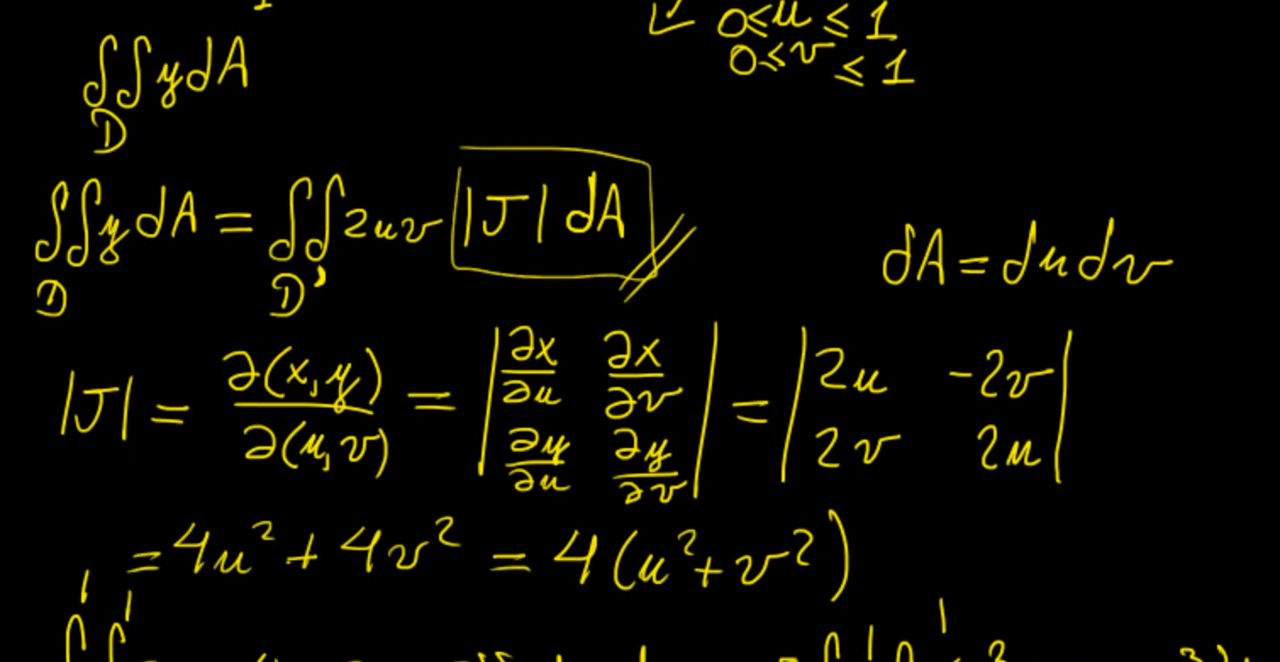 0≤u≤1
0≤v≤1
∬_D y dA
∬_D y dA = ∬_D' 2uv |J| dA
dA = du dv
|J| = ∂(x,y)/∂(u,v) = |∂x/∂u ∂x/∂v; ∂y/∂u ∂y/∂v| = |2u -2v; 2v 2u|
= 4u² + 4v² = 4(u²+v²)